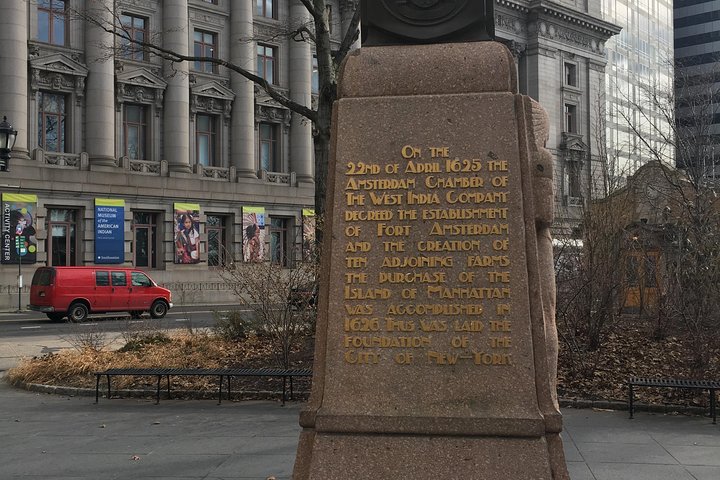 On the
22nd of April 1625 the
Amsterdam Chamber of
The West India Company
decreed the establishment
of Fort Amsterdam
and the creation of
ten adjoining farms
the purchase of the
Island of Manhattan
was accomplished in
1626. Thus was laid the
foundation of the
City of New-York.
Activity CENTER
NATIONAL
MUSEUM
OF THE
AMERICAN
INDIAN
Smithsonian